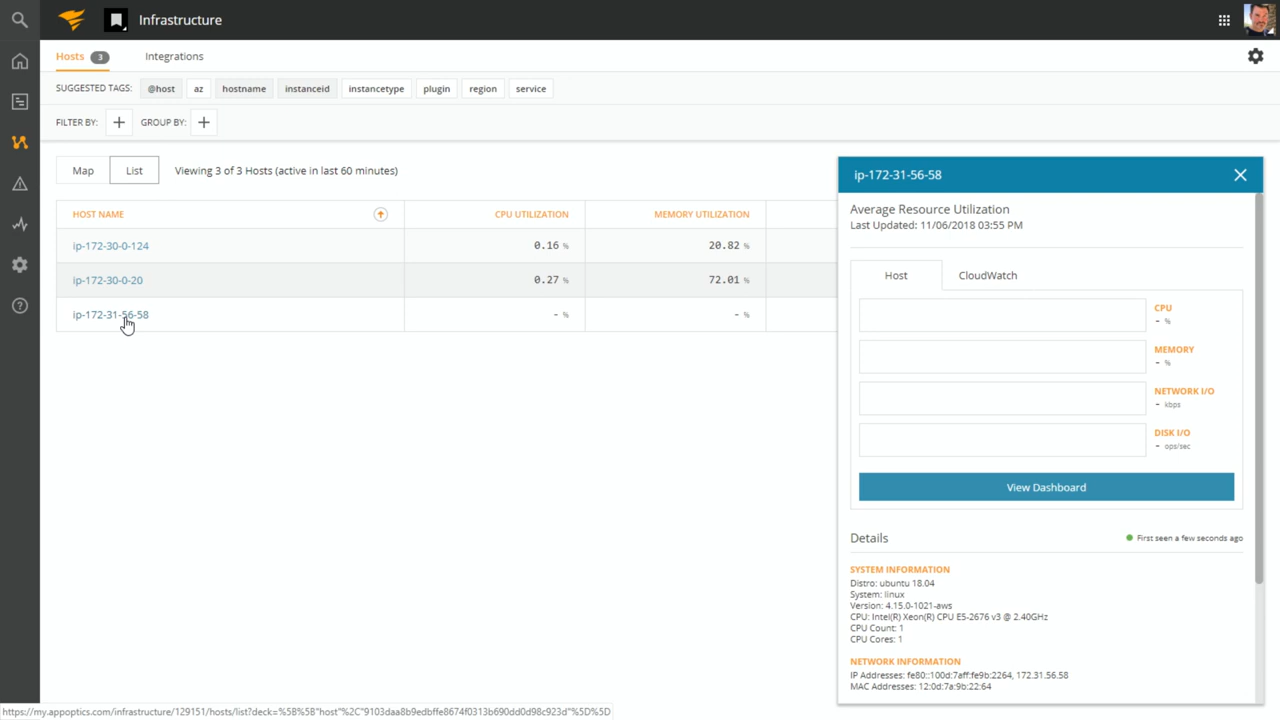 Infrastructure
Hosts 3 Integrations
SUGGESTED TAGS: @host az hostname instanceid instancetype plugin region service
FILTER BY: + GROUP BY: +
Map List Viewing 3 of 3 Hosts (active in last 60 minutes)
HOST NAME CPU UTILIZATION MEMORY UTILIZATION
ip-172-30-0-124 0.16 % 20.82 %
ip-172-30-0-20 0.27 % 72.01 %
ip-172-31-56-58 - % - %
ip-172-31-56-58
Average Resource Utilization
Last Updated: 11/06/2018 03:55 PM
Host CloudWatch
CPU
- %
MEMORY
- %
NETWORK I/O
- kbps
DISK I/O
- ops/sec
View Dashboard
Details First seen a few seconds ago
SYSTEM INFORMATION
Distro: ubuntu 18.04
System: linux
Version: 4.15.0-1021-aws
CPU: Intel(R) Xeon(R) CPU E5-2676 v3 @ 2.40GHz
CPU Count: 1
CPU Cores: 1
NETWORK INFORMATION
IP Addresses: fe80::100d:7aff:fe9b:2264, 172.31.56.58
MAC Addresses: 12:0d:7a:9b:22:64
https://my.appoptics.com/infrastructure/129151/hosts/list?deck=%5B%5B"host"%2C"9103daa8b9edbffe8674f0313b690dd0d98c923d"%5D%5D